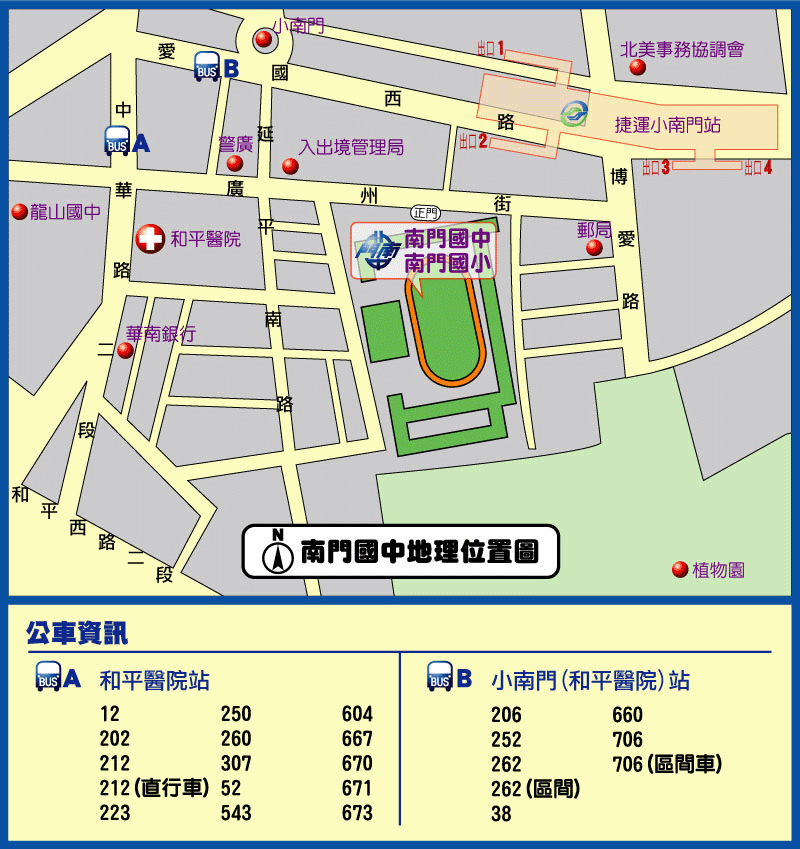 小南門
愛國西路
BUS B
出口1
北美事務協調會
捷運小南門站
出口2
出口3
出口4
中華路二段
BUS A
警廣
入出境管理局
延平南路
廣州街
博愛路
龍山國中
和平醫院
正門
南門國中
南門國小
郵局
華南銀行
和平西路二段
N
南門國中地理位置圖
植物園
公車資訊
BUS A 和平醫院站
12 250 604
202 260 667
212 307 670
212(直行車) 52 671
223 543 673
BUS B 小南門(和平醫院)站
206 660
252 706
262 706(區間車)
262(區間)
38